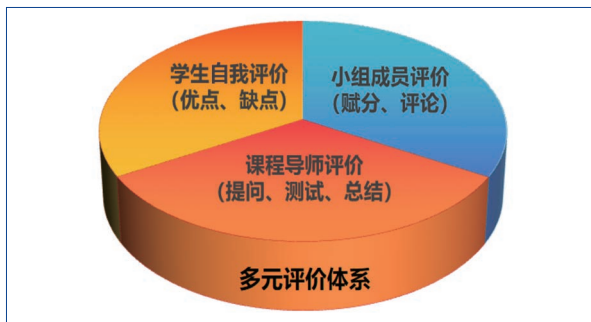 学生自我评价
(优点、缺点)
小组成员评价
(赋分、评论)
课程导师评价
(提问、测试、总结)
多元评价体系